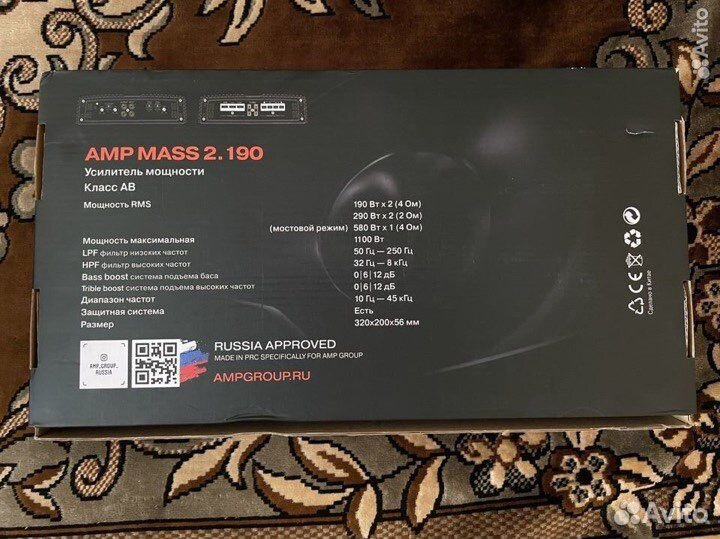 AMP MASS 2.190
Усилитель мощности
Класс AB
Мощность RMS 190 Вт x 2 (4 Ом)
290 Вт x 2 (2 Ом)
(мостовой режим) 580 Вт x 1 (4 Ом)
Мощность максимальная 1100 Вт
LPF фильтр низких частот 50 Гц — 250 Гц
HPF фильтр высоких частот 32 Гц — 8 кГц
Bass boost система подъема баса 0|6|12 дБ
Trible boost система подъема высоких частот 0|6|12 дБ
Диапазон частот 10 Гц — 45 кГц
Защитная система Есть
Размер 320x200x56 мм
AMP_GROUP_
RUSSIA
RUSSIA APPROVED
MADE IN PRC SPECIFICALLY FOR AMP GROUP
AMPGROUP.RU
CE
Сделано в Китае
Avito
Avito